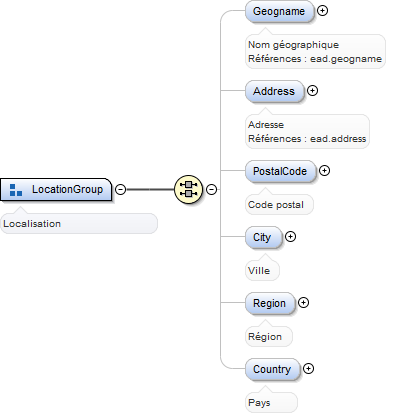 Geogname
Nom géographique
Références : ead.geogname
Address
Adresse
Références : ead.address
LocationGroup
Localisation
PostalCode
Code postal
City
Ville
Region
Région
Country
Pays